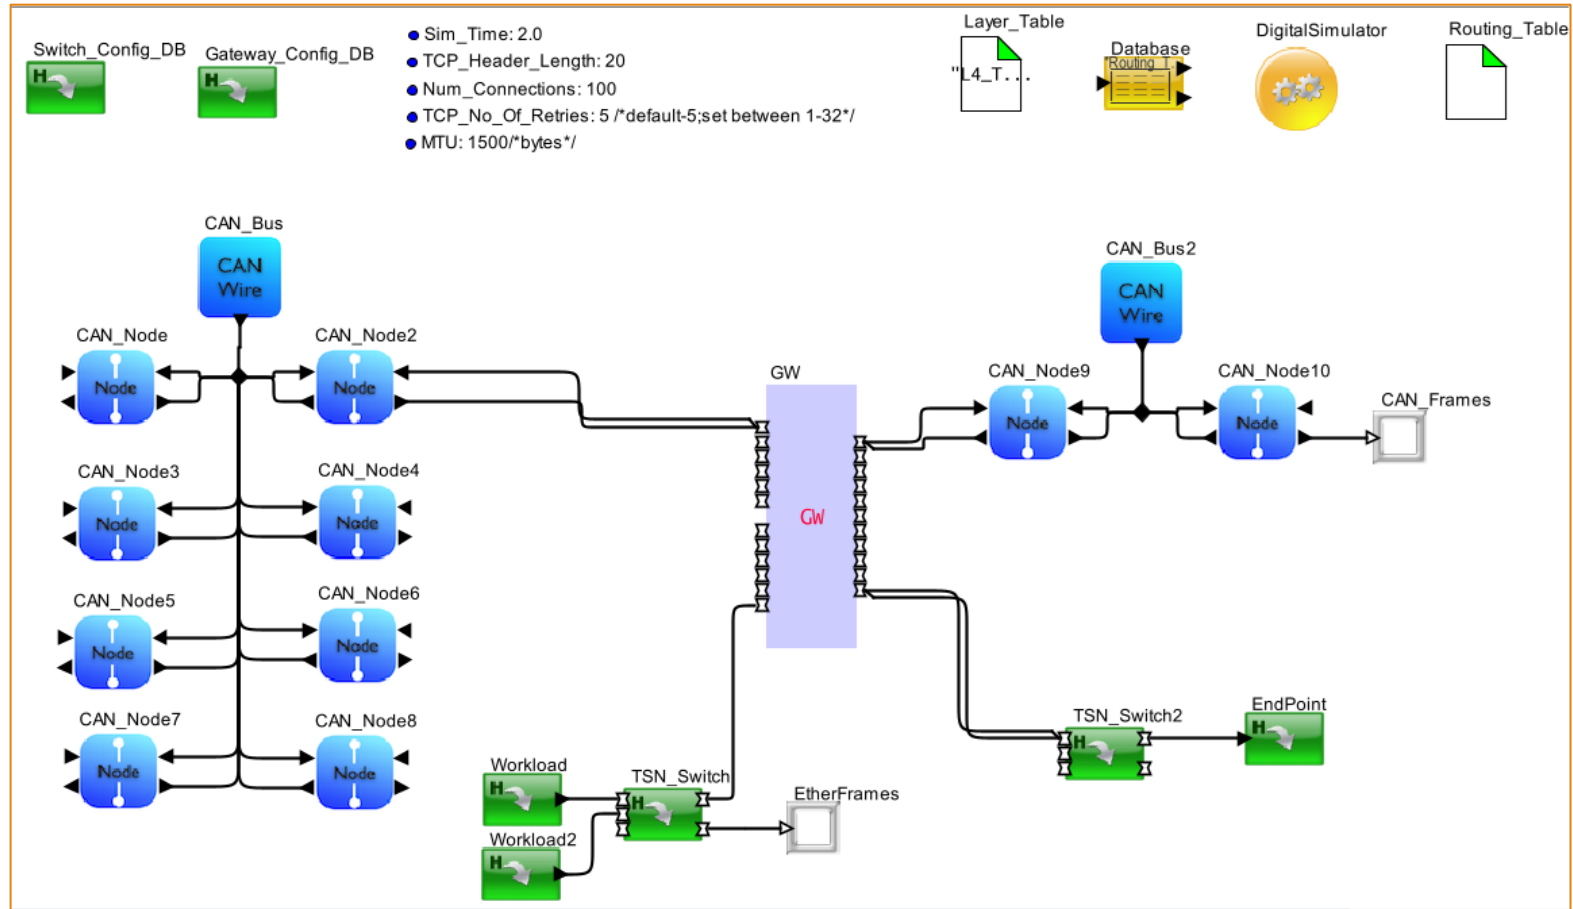 Switch_Config_DB
Gateway_Config_DB
Sim_Time: 2.0
TCP_Header_Length: 20
Num_Connections: 100
TCP_No_Of_Retries: 5 /*default-5;set between 1-32*/
MTU: 1500/*bytes*/
Layer_Table
"L4_T...
Database
"Routing_T...
DigitalSimulator
Routing_Table
H
H
CAN_Bus
CAN
Wire
CAN_Bus2
CAN
Wire
CAN_Node
Node
CAN_Node2
Node
GW
GW
CAN_Node9
Node
CAN_Node10
Node
CAN_Frames
CAN_Node3
Node
CAN_Node4
Node
CAN_Node5
Node
CAN_Node6
Node
CAN_Node7
Node
CAN_Node8
Node
Workload
H
Workload2
H
TSN_Switch
H
EtherFrames
TSN_Switch2
H
EndPoint
H